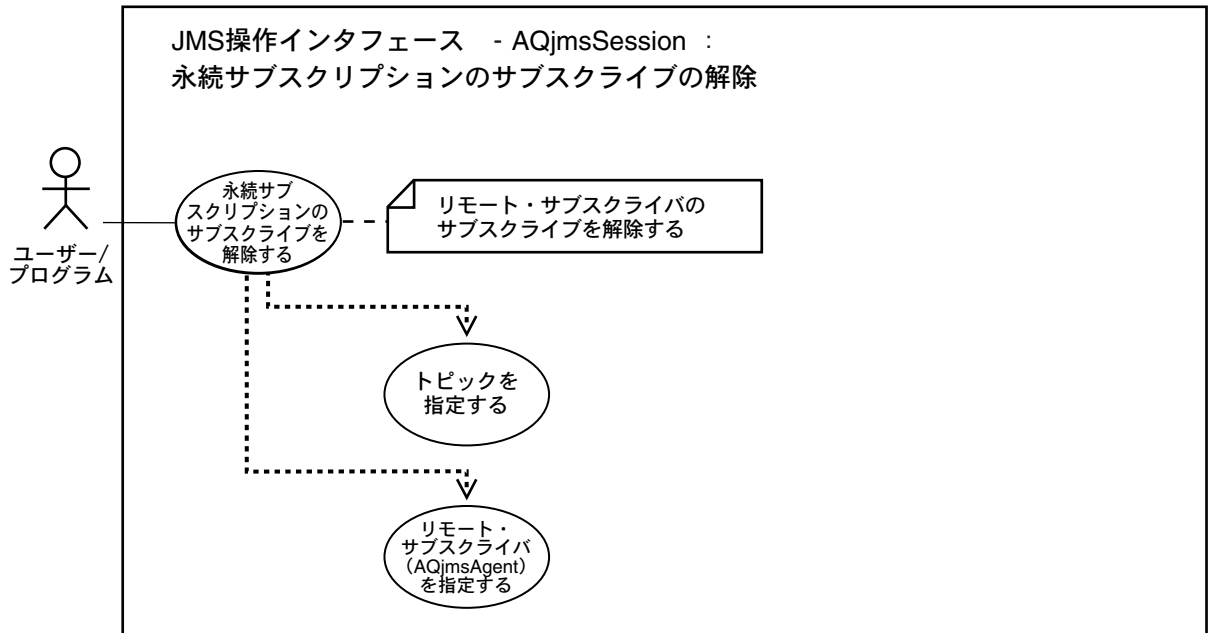 JMS操作インタフェース - AQjmsSession :
永続サブスクリプションのサブスクライブの解除
永続サブ
スクリプションの
サブスクライブを
解除する
リモート・サブスクライバの
サブスクライブを解除する
ユーザー/
プログラム
トピックを
指定する
リモート・
サブスクライバ
(AQjmsAgent)
を指定する